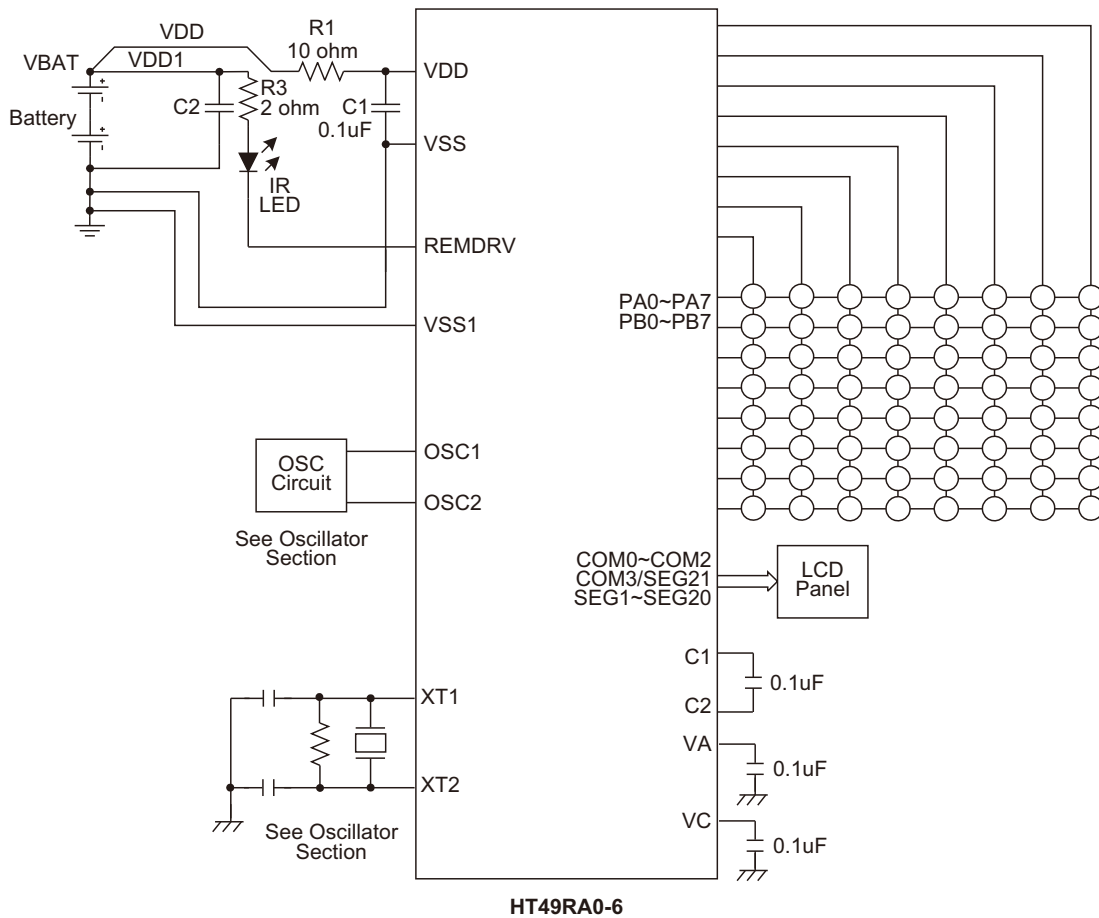 VDD
R1
10 ohm
VBAT
VDD1
VDD
R3
2 ohm
C2
C1
0.1uF
Battery
VSS
IR
LED
REMDRV
PA0~PA7
PB0~PB7
VSS1
OSC
Circuit
OSC1
OSC2
See Oscillator
Section
COM0~COM2
COM3/SEG21
SEG1~SEG20
LCD
Panel
C1
0.1uF
C2
XT1
VA
0.1uF
XT2
VC
0.1uF
See Oscillator
Section
HT49RA0-6